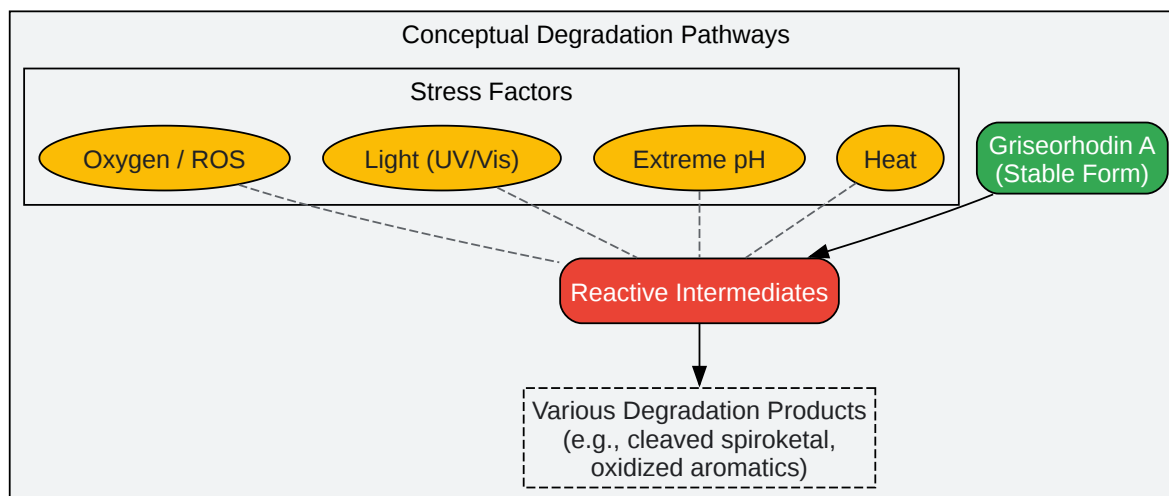 Conceptual Degradation Pathways
Stress Factors
Oxygen / ROS
Light (UV/Vis)
Extreme pH
Heat
Griseorhodin A
(Stable Form)
Reactive Intermediates
Various Degradation Products
(e.g., cleaved spiroketal,
oxidized aromatics)